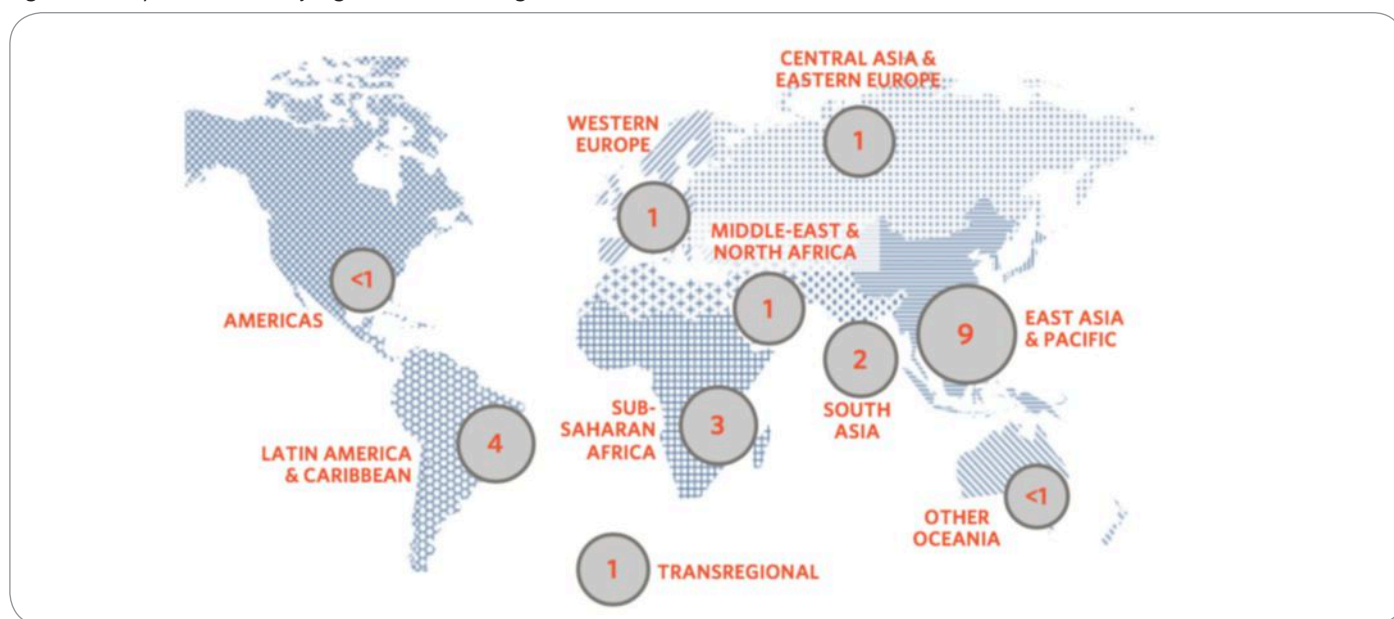 CENTRAL ASIA &
EASTERN EUROPE
1
WESTERN
EUROPE
1
MIDDLE-EAST &
NORTH AFRICA
1
<1
AMERICAS
9
EAST ASIA
& PACIFIC
2
SOUTH
ASIA
SUB-
SAHARAN
AFRICA
3
4
LATIN AMERICA
& CARIBBEAN
<1
OTHER
OCEANIA
1
TRANSREGIONAL